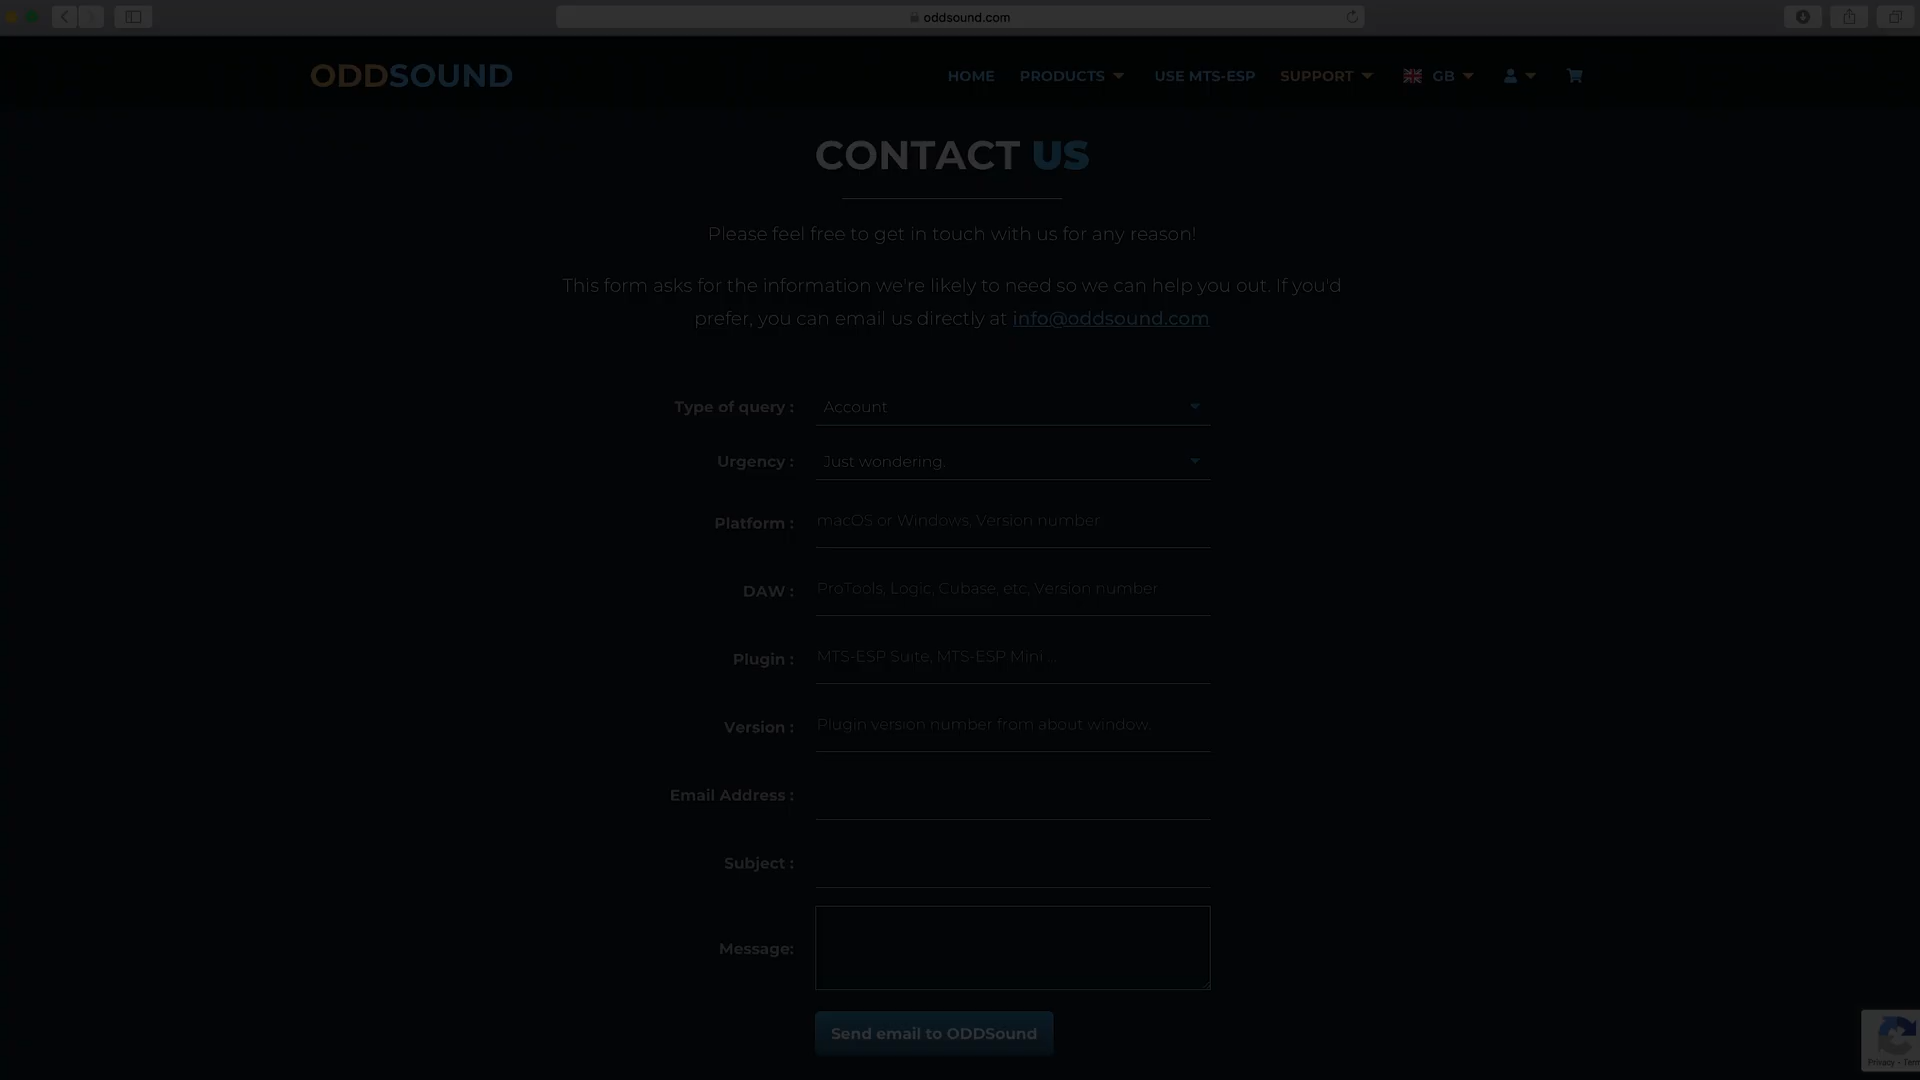 oddsound.com
ODDSOUND
HOME PRODUCTS USE MTS-ESP SUPPORT GB
CONTACT US
Please feel free to get in touch with us for any reason!
This form asks for the information we're likely to need so we can help you out. If you'd
prefer, you can email us directly at info@oddsound.com
Type of query : Account
Urgency : Just wondering.
Platform : macOS or Windows, Version number
DAW : ProTools, Logic, Cubase, etc, Version number
Plugin : MTS-ESP Suite, MTS-ESP Mini ...
Version : Plugin version number from about window.
Email Address :
Subject :
Message:
Send email to ODDSound
Privacy - Term